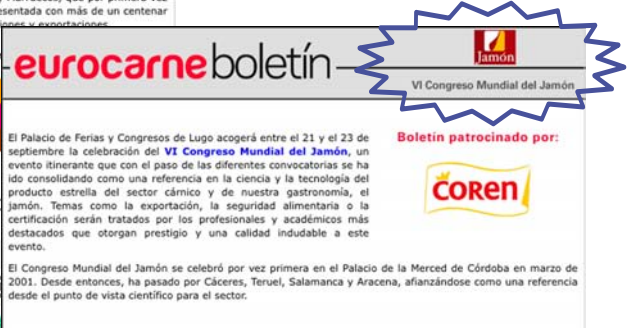 esentada con más de un centenar
iones y exportaciones.
eurocarneboletín
Jamón
VI Congreso Mundial del Jamón
El Palacio de Ferias y Congresos de Lugo acogerá entre el 21 y el 23 de
septiembre la celebración del VI Congreso Mundial del Jamón, un
evento itinerante que con el paso de las diferentes convocatorias se ha
ido consolidando como una referencia en la ciencia y la tecnología del
producto estrella del sector cárnico y de nuestra gastronomía, el
jamón. Temas como la exportación, la seguridad alimentaria o la
certificación serán tratados por los profesionales y académicos más
destacados que otorgan prestigio y una calidad indudable a este
evento.
Boletín patrocinado por:
COREN
El Congreso Mundial del Jamón se celebró por vez primera en el Palacio de la Merced de Córdoba en marzo de
2001. Desde entonces, ha pasado por Cáceres, Teruel, Salamanca y Aracena, afianzándose como una referencia
desde el punto de vista científico para el sector.